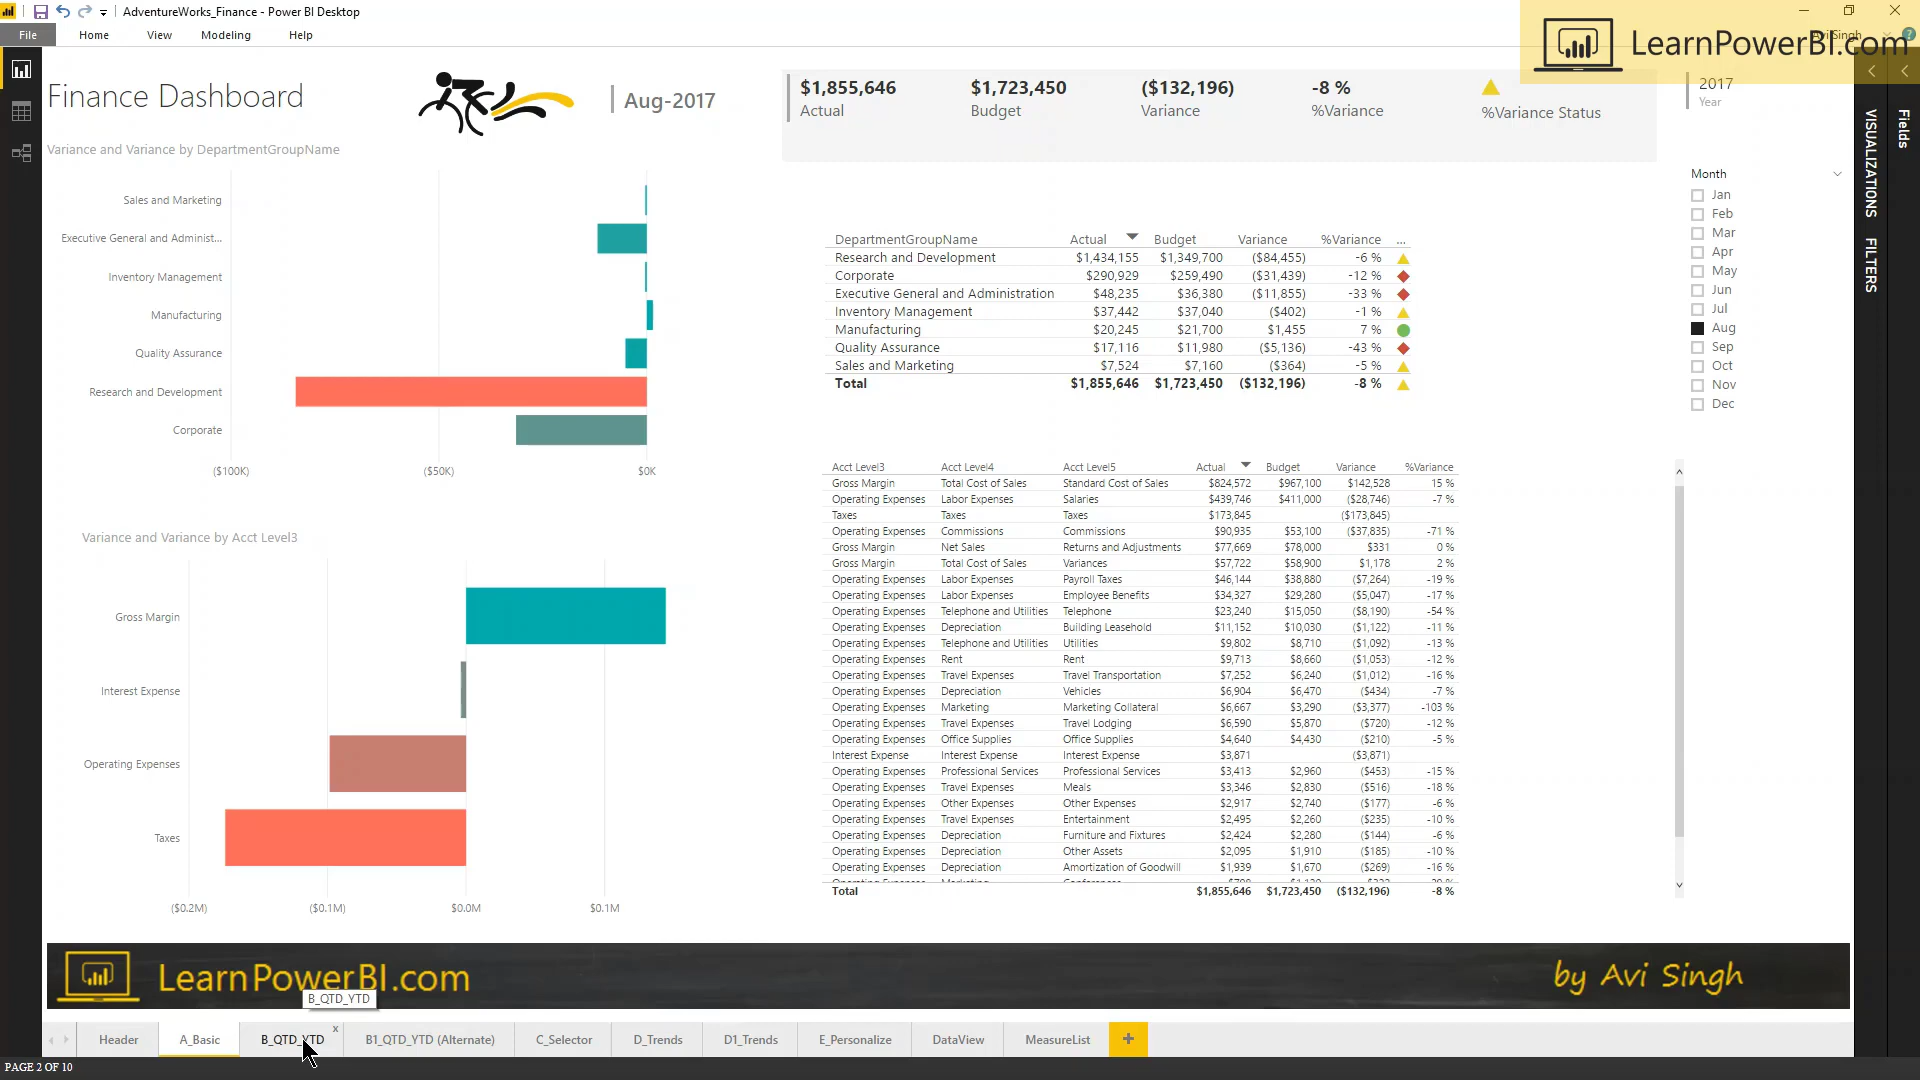 AdventureWorks_Finance - Power BI Desktop
File Home View Modeling Help
LearnPowerBI.com
Finance Dashboard
Aug-2017
$1,855,646 $1,723,450 ($132,196) -8 %
Actual Budget Variance %Variance %Variance Status
2017
Year
VISUALIZATIONS
FILTERS
Fields
Variance and Variance by DepartmentGroupName
Sales and Marketing
Executive General and Administ...
Inventory Management
Manufacturing
Quality Assurance
Research and Development
Corporate
($100K) ($50K) $0K
Month
Jan
Feb
Mar
Apr
May
Jun
Jul
Aug
Sep
Oct
Nov
Dec
DepartmentGroupName Actual Budget Variance %Variance ...
Research and Development $1,434,155 $1,349,700 ($84,455) -6 %
Corporate $290,929 $259,490 ($31,439) -12 %
Executive General and Administration $48,235 $36,380 ($11,855) -33 %
Inventory Management $37,442 $37,040 ($402) -1 %
Manufacturing $20,245 $21,700 $1,455 7 %
Quality Assurance $17,116 $11,980 ($5,136) -43 %
Sales and Marketing $7,524 $7,160 ($364) -5 %
Total $1,855,646 $1,723,450 ($132,196) -8 %
Variance and Variance by Acct Level3
Gross Margin
Interest Expense
Operating Expenses
Taxes
($0.2M) ($0.1M) $0.0M $0.1M
Acct Level3 Acct Level4 Acct Level5 Actual Budget Variance %Variance
Gross Margin Total Cost of Sales Standard Cost of Sales $824,572 $967,100 $142,528 15 %
Operating Expenses Labor Expenses Salaries $439,746 $411,000 ($28,746) -7 %
Taxes Taxes Taxes $173,845 ($173,845)
Operating Expenses Commissions Commissions $90,935 $53,100 ($37,835) -71 %
Gross Margin Net Sales Returns and Adjustments $77,669 $78,000 $331 0 %
Gross Margin Total Cost of Sales Variances $57,722 $58,900 $1,178 2 %
Operating Expenses Labor Expenses Payroll Taxes $46,144 $38,880 ($7,264) -19 %
Operating Expenses Labor Expenses Employee Benefits $34,327 $29,280 ($5,047) -17 %
Operating Expenses Telephone and Utilities Telephone $23,240 $15,050 ($8,190) -54 %
Operating Expenses Depreciation Building Leasehold $11,152 $10,030 ($1,122) -11 %
Operating Expenses Telephone and Utilities Utilities $9,802 $8,710 ($1,092) -13 %
Operating Expenses Rent Rent $9,713 $8,660 ($1,053) -12 %
Operating Expenses Travel Expenses Travel Transportation $7,252 $6,240 ($1,012) -16 %
Operating Expenses Depreciation Vehicles $6,904 $6,470 ($434) -7 %
Operating Expenses Marketing Marketing Collateral $6,667 $3,290 ($3,377) -103 %
Operating Expenses Travel Expenses Travel Lodging $6,590 $5,870 ($720) -12 %
Operating Expenses Office Supplies Office Supplies $4,640 $4,430 ($210) -5 %
Interest Expense Interest Expense Interest Expense $3,871 ($3,871)
Operating Expenses Professional Services Professional Services $3,413 $2,960 ($453) -15 %
Operating Expenses Travel Expenses Meals $3,346 $2,830 ($516) -18 %
Operating Expenses Other Expenses Other Expenses $2,917 $2,740 ($177) -6 %
Operating Expenses Travel Expenses Entertainment $2,495 $2,260 ($235) -10 %
Operating Expenses Depreciation Furniture and Fixtures $2,424 $2,280 ($144) -6 %
Operating Expenses Depreciation Other Assets $2,095 $1,910 ($185) -10 %
Operating Expenses Depreciation Amortization of Goodwill $1,939 $1,670 ($269) -16 %
Total $1,855,646 $1,723,450 ($132,196) -8 %
LearnPowerBI.com
by Avi Singh
B_QTD_YTD
Header A_Basic B_QTD_YTD B1_QTD_YTD (Alternate) C_Selector D_Trends D1_Trends E_Personalize DataView MeasureList +
PAGE 2 OF 10